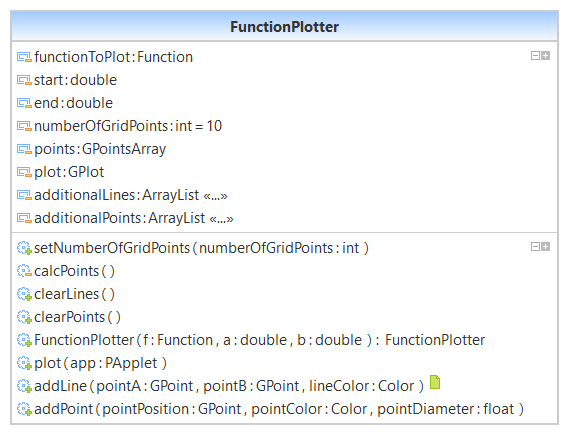 FunctionPlotter
functionToPlot:Function
start:double
end:double
numberOfGridPoints:int = 10
points:GPointsArray
plot:GPlot
additionalLines:ArrayList «...»
additionalPoints:ArrayList «...»
setNumberOfGridPoints(numberOfGridPoints:int )
calcPoints()
clearLines()
clearPoints()
FunctionPlotter(f:Function, a:double, b:double ): FunctionPlotter
plot(app:PApplet)
addLine(pointA:GPoint, pointB:GPoint, lineColor:Color )
addPoint(pointPosition:GPoint, pointColor:Color, pointDiameter:float )